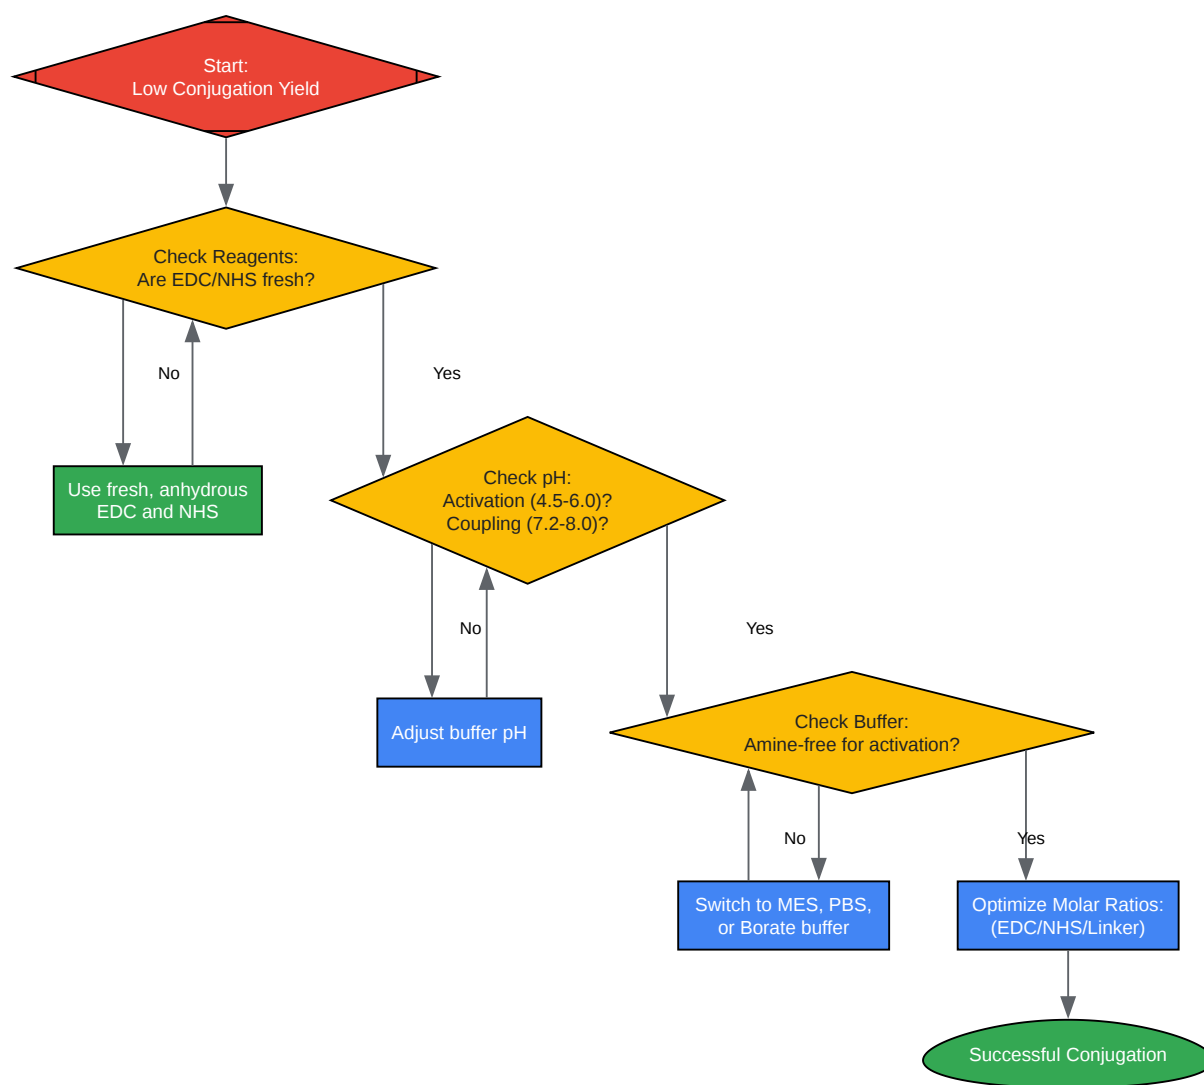 Start:
Low Conjugation Yield
Check Reagents:
Are EDC/NHS fresh?
No
Yes
Use fresh, anhydrous
EDC and NHS
Check pH:
Activation (4.5-6.0)?
Coupling (7.2-8.0)?
No
Yes
Adjust buffer pH
Check Buffer:
Amine-free for activation?
No
Yes
Switch to MES, PBS,
or Borate buffer
Optimize Molar Ratios:
(EDC/NHS/Linker)
Successful Conjugation